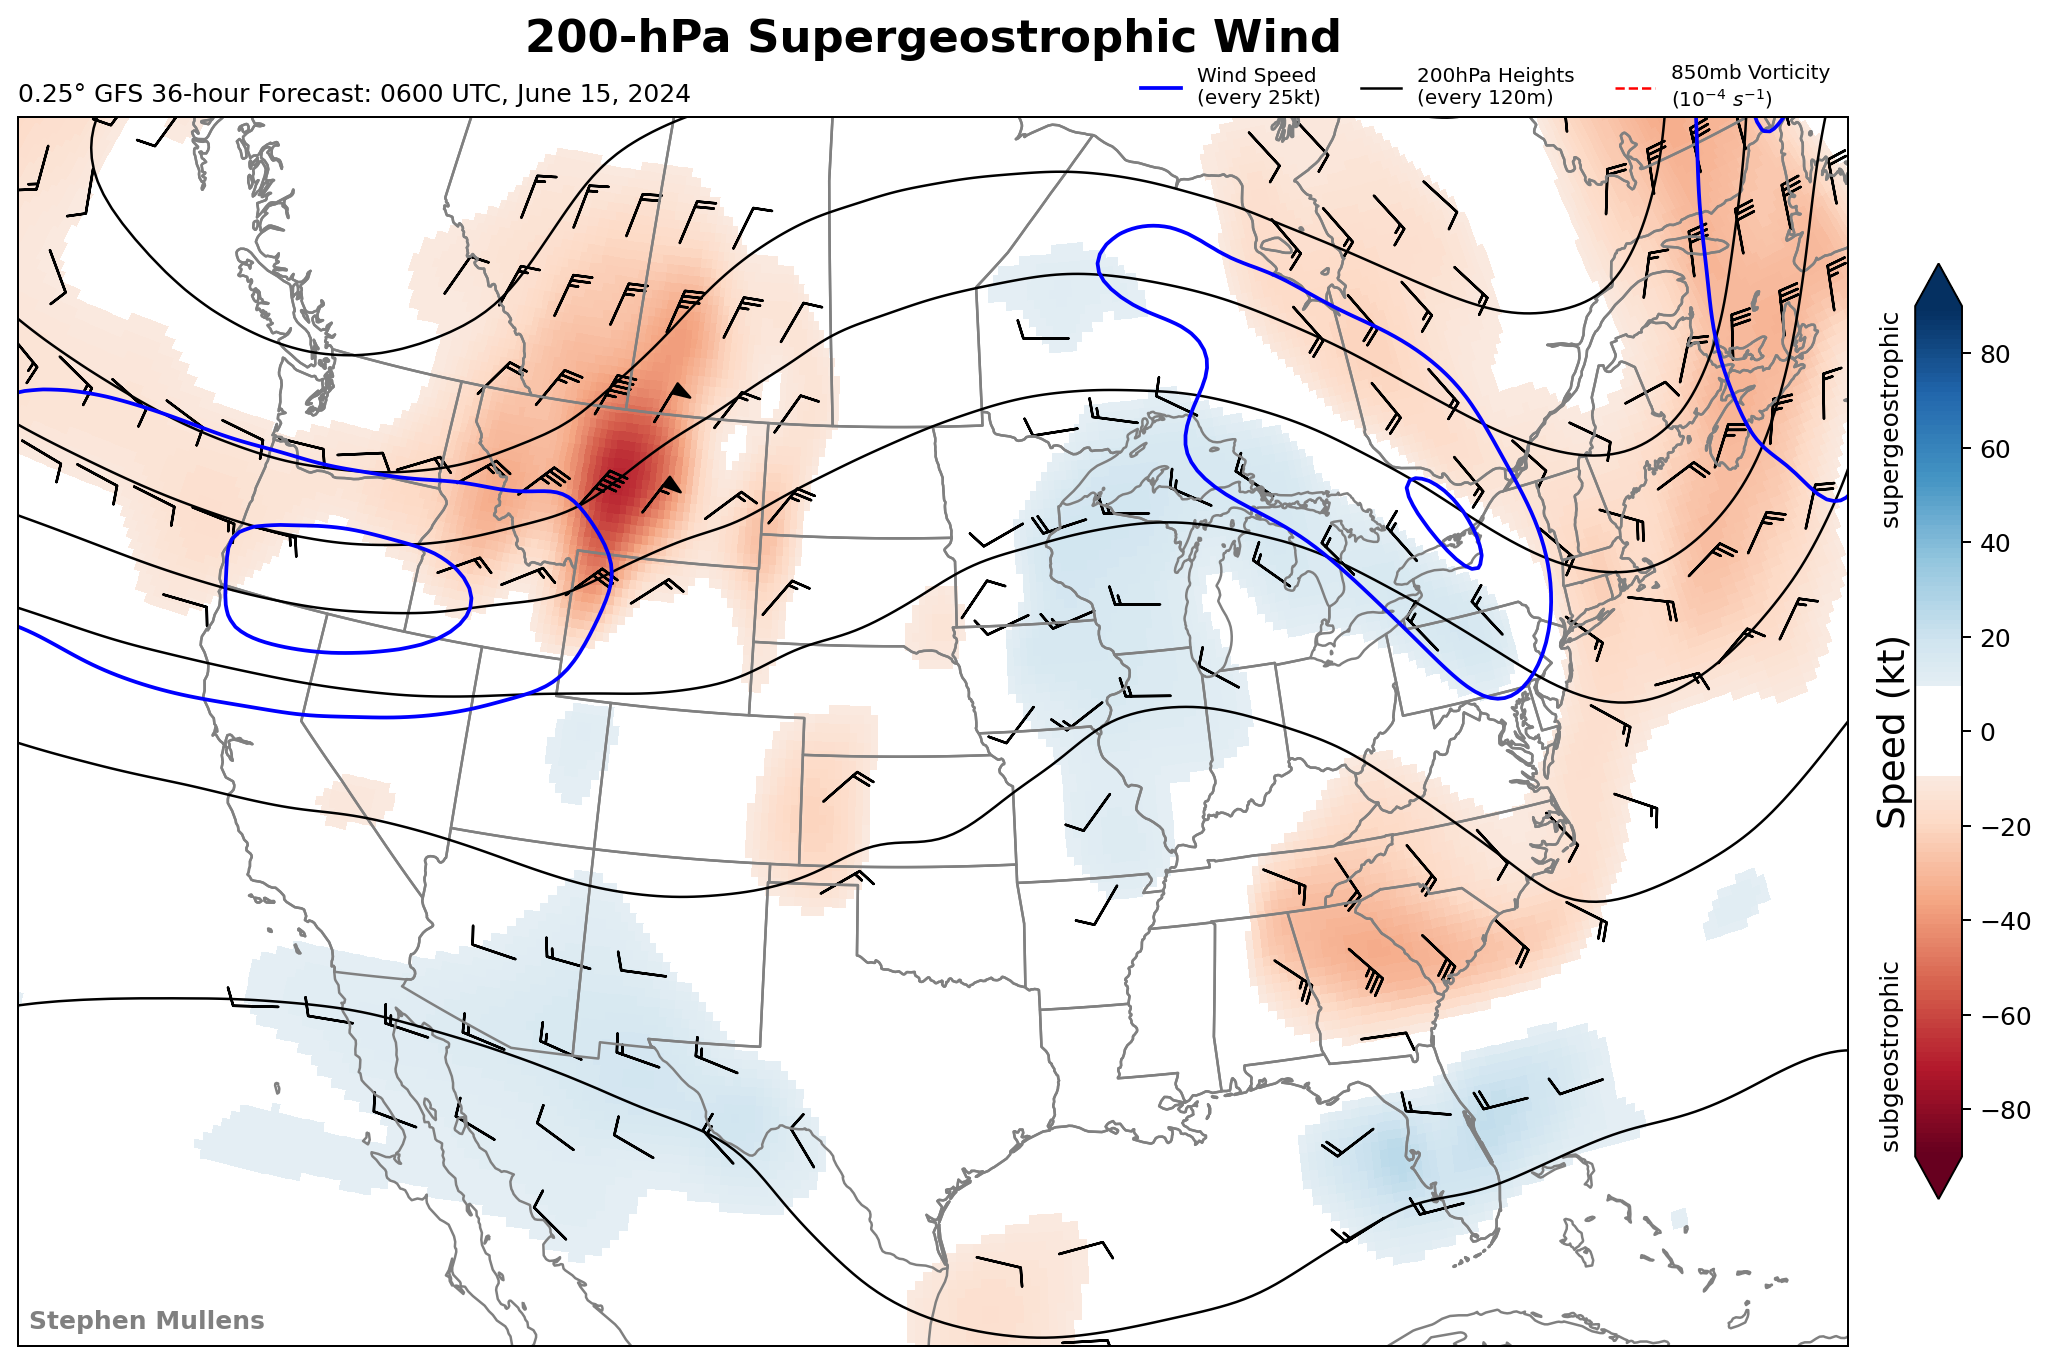 200-hPa Supergeostrophic Wind
0.25° GFS 36-hour Forecast: 0600 UTC, June 15, 2024
Wind Speed
(every 25kt)
200hPa Heights
(every 120m)
850mb Vorticity
(10⁻⁴ s⁻¹)
supergeostrophic
Speed (kt)
subgeostrophic
80
60
40
20
0
−20
−40
−60
−80
Stephen Mullens